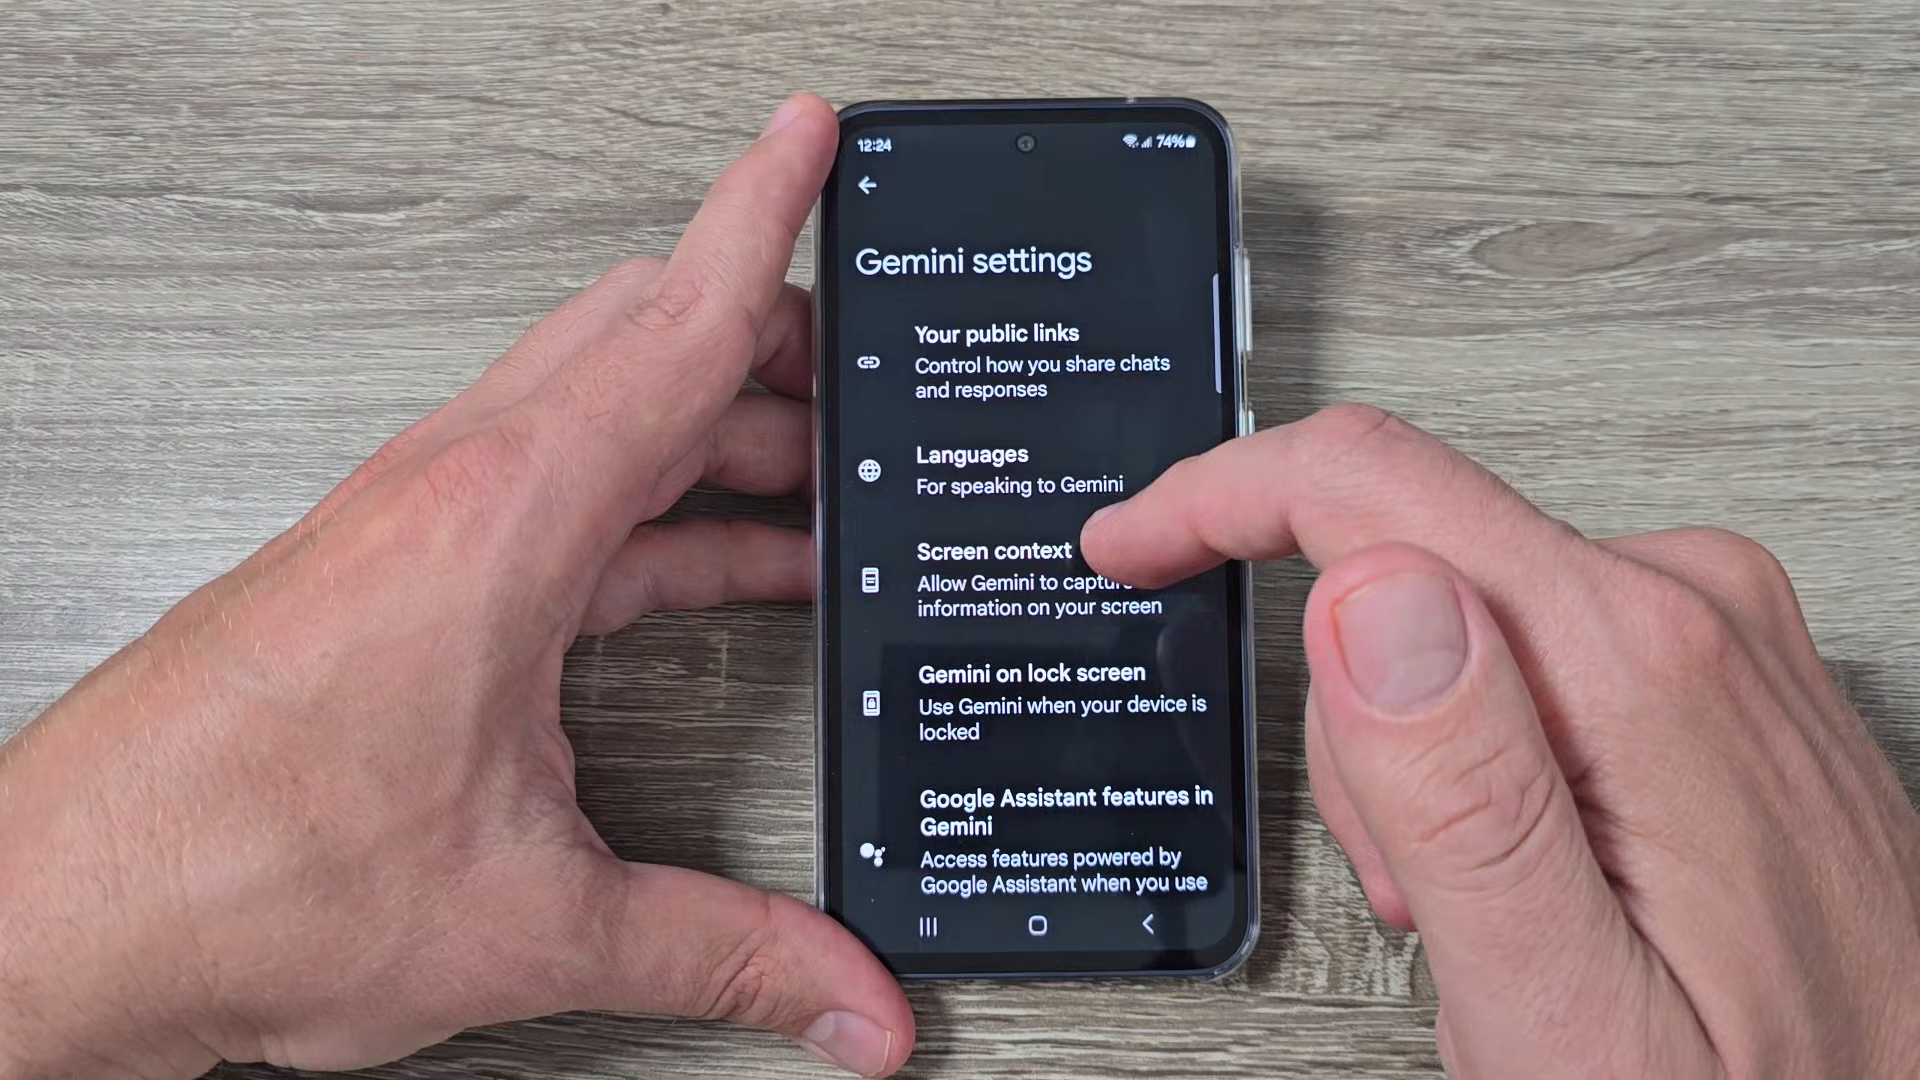 12:24
74%
Gemini settings
Your public links
Control how you share chats
and responses
Languages
For speaking to Gemini
Screen context
Allow Gemini to
information on your screen
Gemini on lock screen
Use Gemini when your device is
locked
Google Assistant features in
Gemini
Access features powered by
Google Assistant when you use